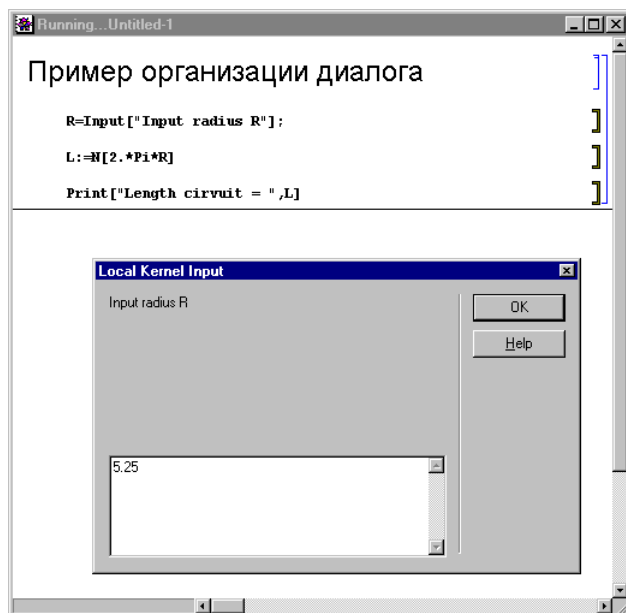 Running...Untitled-1
Пример организации диалога
R=Input["Input radius R"];
L:=N[2.*Pi*R]
Print["Length cirvuit = ",L]
Local Kernel Input
Input radius R
OK
Help
5.25